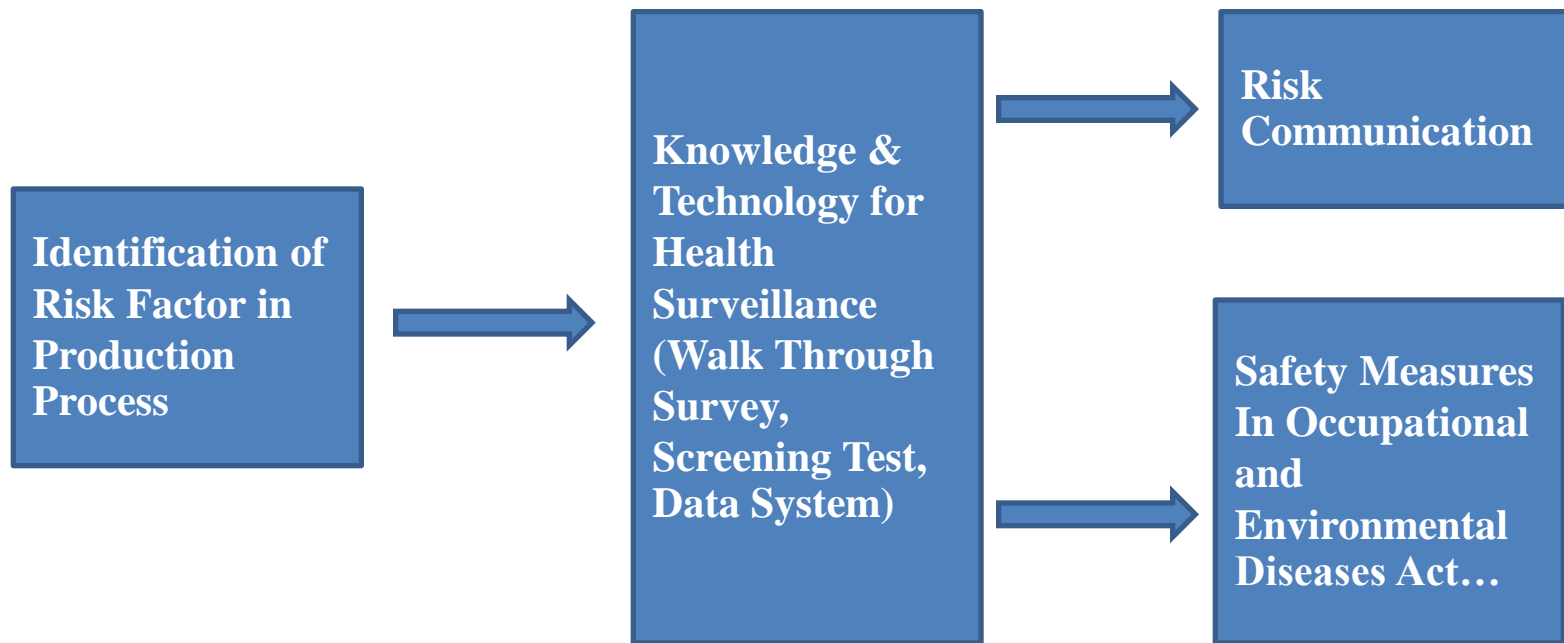 Identification of
Risk Factor in
Production
Process
Knowledge &
Technology for
Health
Surveillance
(Walk Through
Survey,
Screening Test,
Data System)
Risk
Communication
Safety Measures
In Occupational
and
Environmental
Diseases Act…